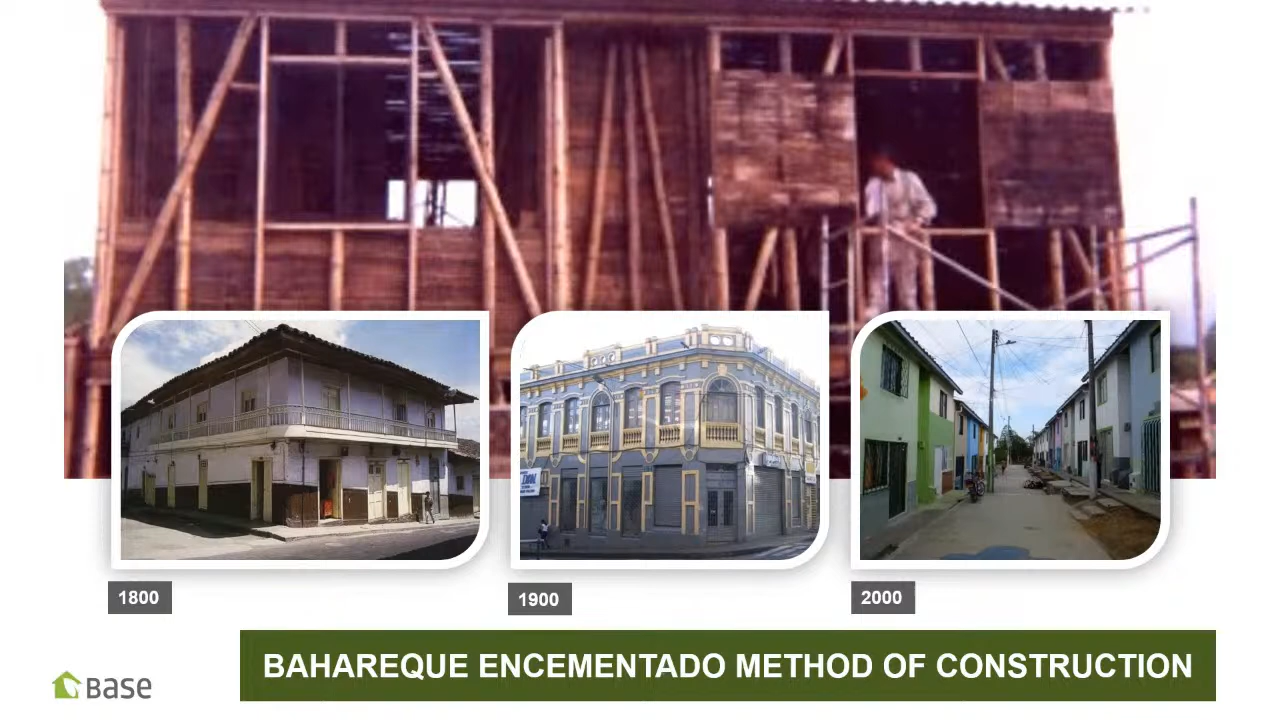 1800
1900
2000
BAHAREQUE ENCEMENTADO METHOD OF CONSTRUCTION
BASE